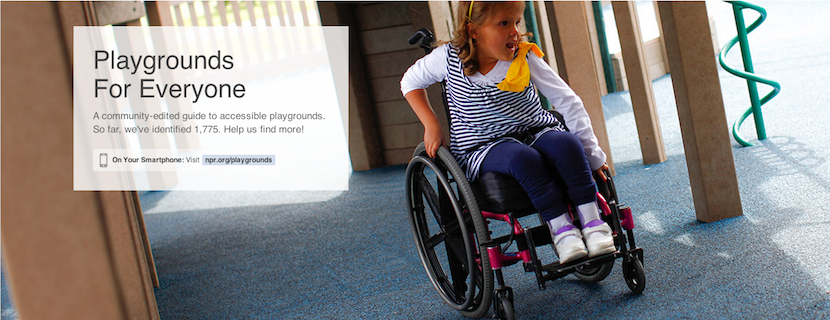 Playgrounds
For Everyone
A community-edited guide to accessible playgrounds.
So far, we've identified 1,775. Help us find more!
On Your Smartphone: Visit npr.org/playgrounds